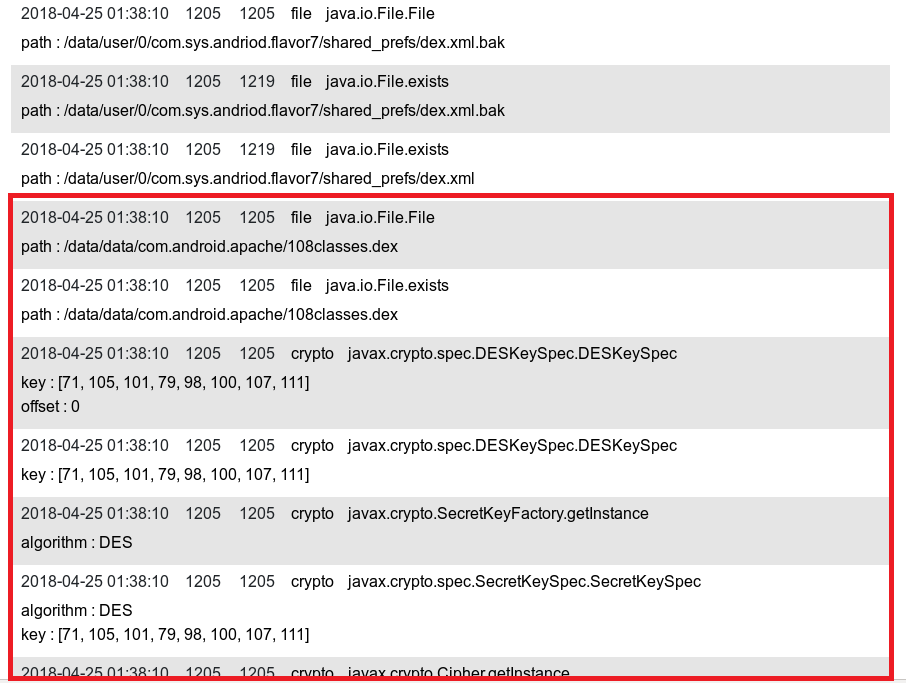 2018-04-25 01:38:10 1205 1205 file java.io.File.File
path : /data/user/0/com.sys.andriod.flavor7/shared_prefs/dex.xml.bak
2018-04-25 01:38:10 1205 1219 file java.io.File.exists
path : /data/user/0/com.sys.andriod.flavor7/shared_prefs/dex.xml.bak
2018-04-25 01:38:10 1205 1219 file java.io.File.exists
path : /data/user/0/com.sys.andriod.flavor7/shared_prefs/dex.xml
2018-04-25 01:38:10 1205 1205 file java.io.File.File
path : /data/data/com.android.apache/108classes.dex
2018-04-25 01:38:10 1205 1205 file java.io.File.exists
path : /data/data/com.android.apache/108classes.dex
2018-04-25 01:38:10 1205 1205 crypto javax.crypto.spec.DESKeySpec.DESKeySpec
key : [71, 105, 101, 79, 98, 100, 107, 111]
offset : 0
2018-04-25 01:38:10 1205 1205 crypto javax.crypto.spec.DESKeySpec.DESKeySpec
key : [71, 105, 101, 79, 98, 100, 107, 111]
2018-04-25 01:38:10 1205 1205 crypto javax.crypto.SecretKeyFactory.getInstance
algorithm : DES
2018-04-25 01:38:10 1205 1205 crypto javax.crypto.spec.SecretKeySpec.SecretKeySpec
algorithm : DES
key : [71, 105, 101, 79, 98, 100, 107, 111]
2018-04-25 01:38:10 1205 1205 crypto javax.crypto.Cipher.getInstance